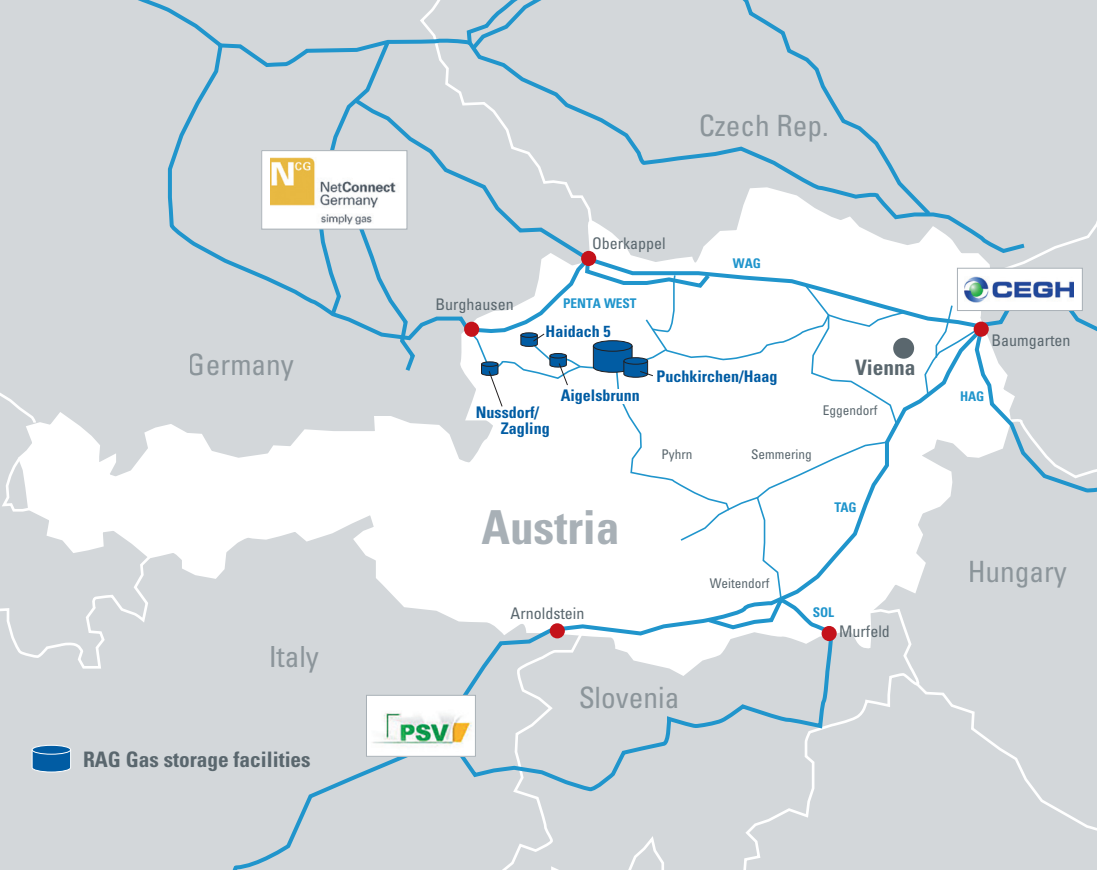 Czech Rep.
NCG
NetConnect
Germany
simply gas
Oberkappel
WAG
CEGH
Burghausen
PENTA WEST
Haidach 5
Baumgarten
Germany
Vienna
Puchkirchen/Haag
Aigelsbrunn
HAG
Nussdorf/
Zagling
Eggendorf
Pyhrn
Semmering
TAG
Austria
Hungary
Weitendorf
Arnoldstein
SOL
Murfeld
Italy
Slovenia
PSV
RAG Gas storage facilities